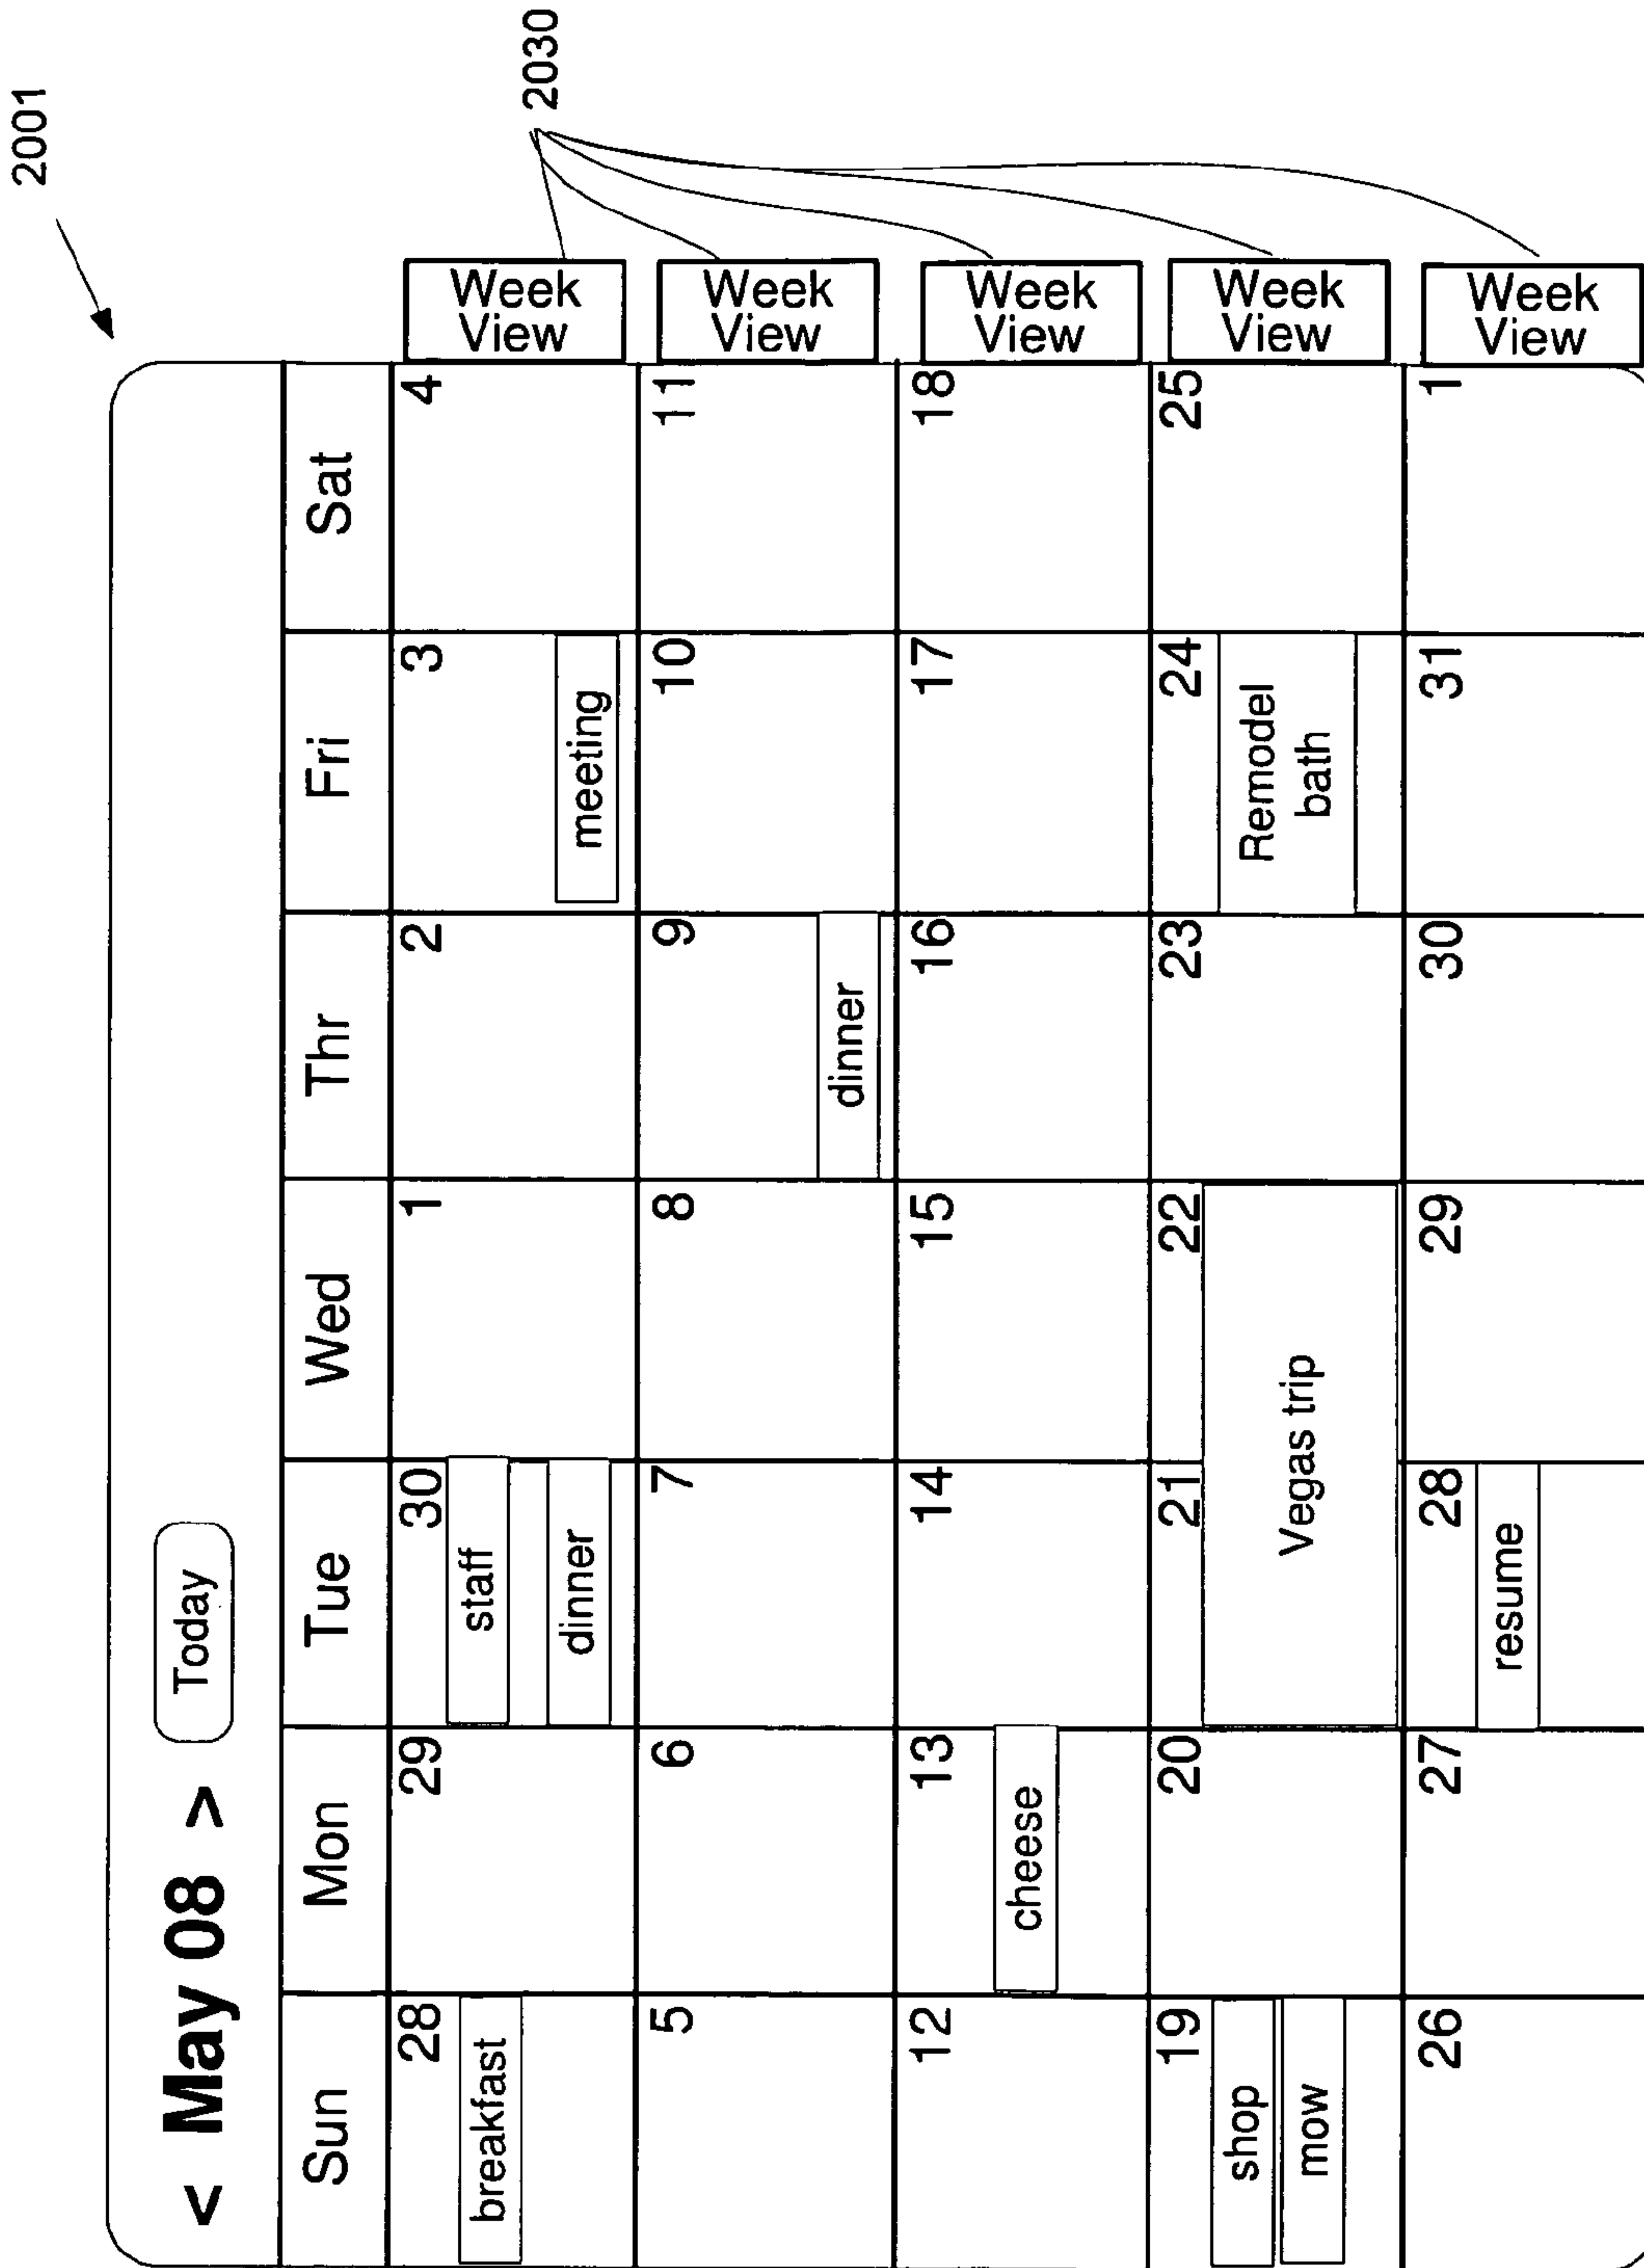 2001
< May 08 > Today
Sun Mon Tue Wed Thr Fri Sat
2030
28 29 30 1 2 3 4
Week
View
breakfast staff
dinner meeting
5 6 7 8 9 10 11
Week
View
dinner
12 13 14 15 16 17 18
Week
View
cheese
19 20 21 22 23 24 25
Week
View
shop
mow
Vegas trip
Remodel
bath
26 27 28 29 30 31 1
Week
View
resume